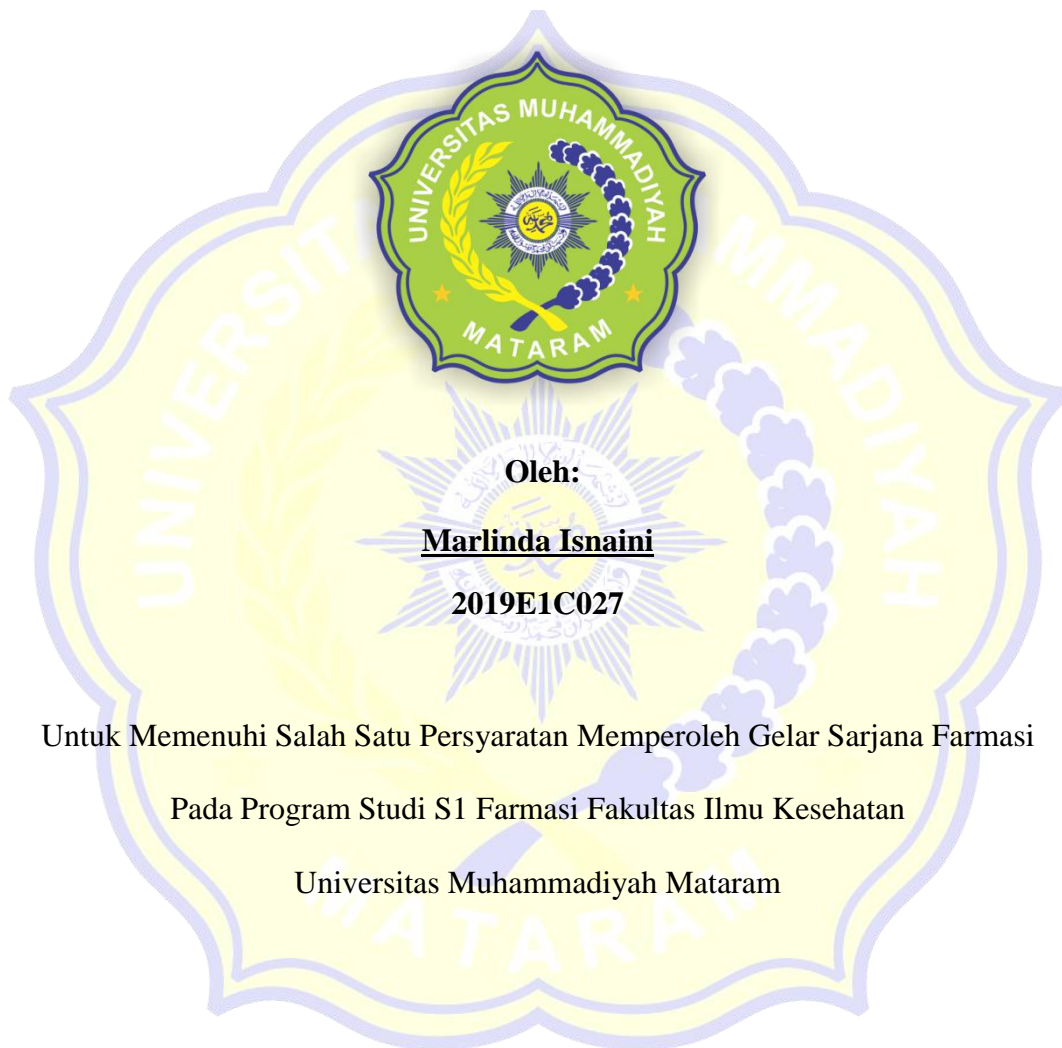 UNIVERSITAS MUHAMMADIYAH
MATARAM
Oleh:
Marlinda Isnaini
2019E1C027
Untuk Memenuhi Salah Satu Persyaratan Memperoleh Gelar Sarjana Farmasi
Pada Program Studi S1 Farmasi Fakultas Ilmu Kesehatan
Universitas Muhammadiyah Mataram